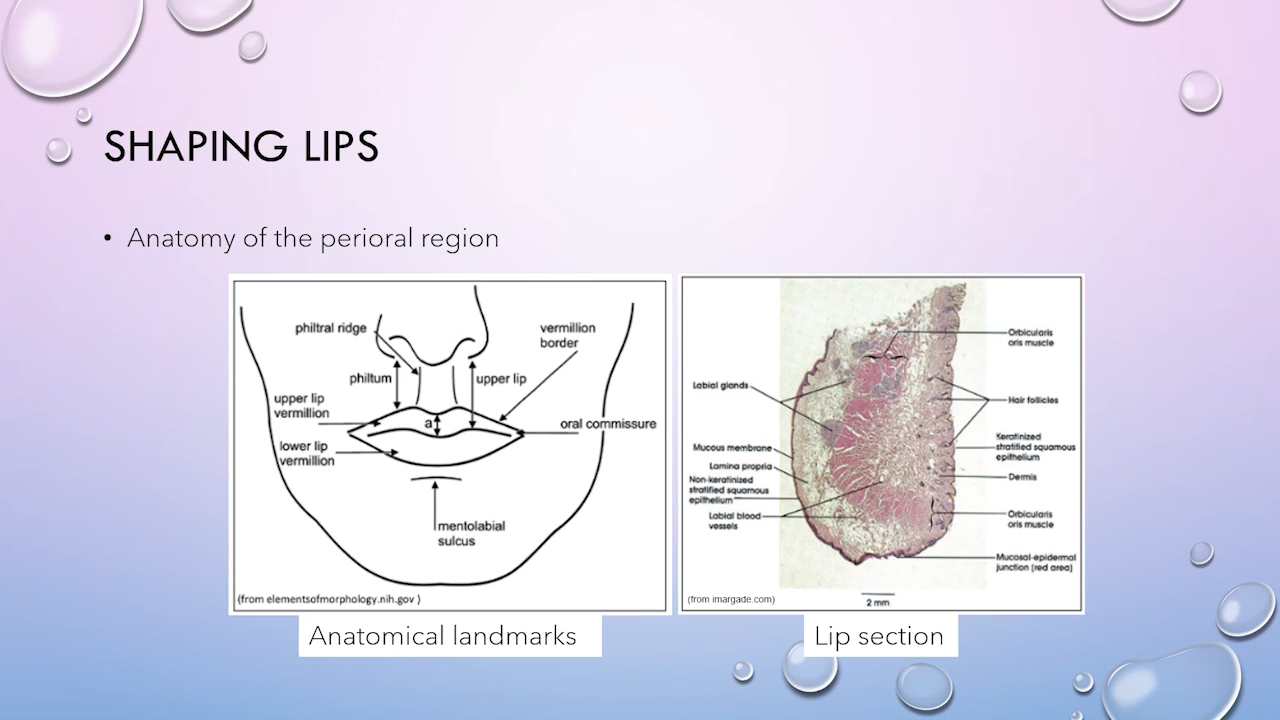 SHAPING LIPS
• Anatomy of the perioral region
philtral ridge
vermillion
border
philtum
upper lip
upper lip
vermillion
a
oral commissure
lower lip
vermillion
mentolabial
sulcus
(from elementsofmorphology.nih.gov )
Anatomical landmarks
Orbicularis
oris muscle
Labial glands
Hair follicles
Mucous membrane
Keratinized
stratified squamous
epithelium
Lamina propria
Non-keratinized
stratified squamous
epithelium
Dermis
Labial blood
vessels
Orbicularis
oris muscle
Mucosal-epidermal
junction (red area)
(from imargade.com)
2 mm
Lip section